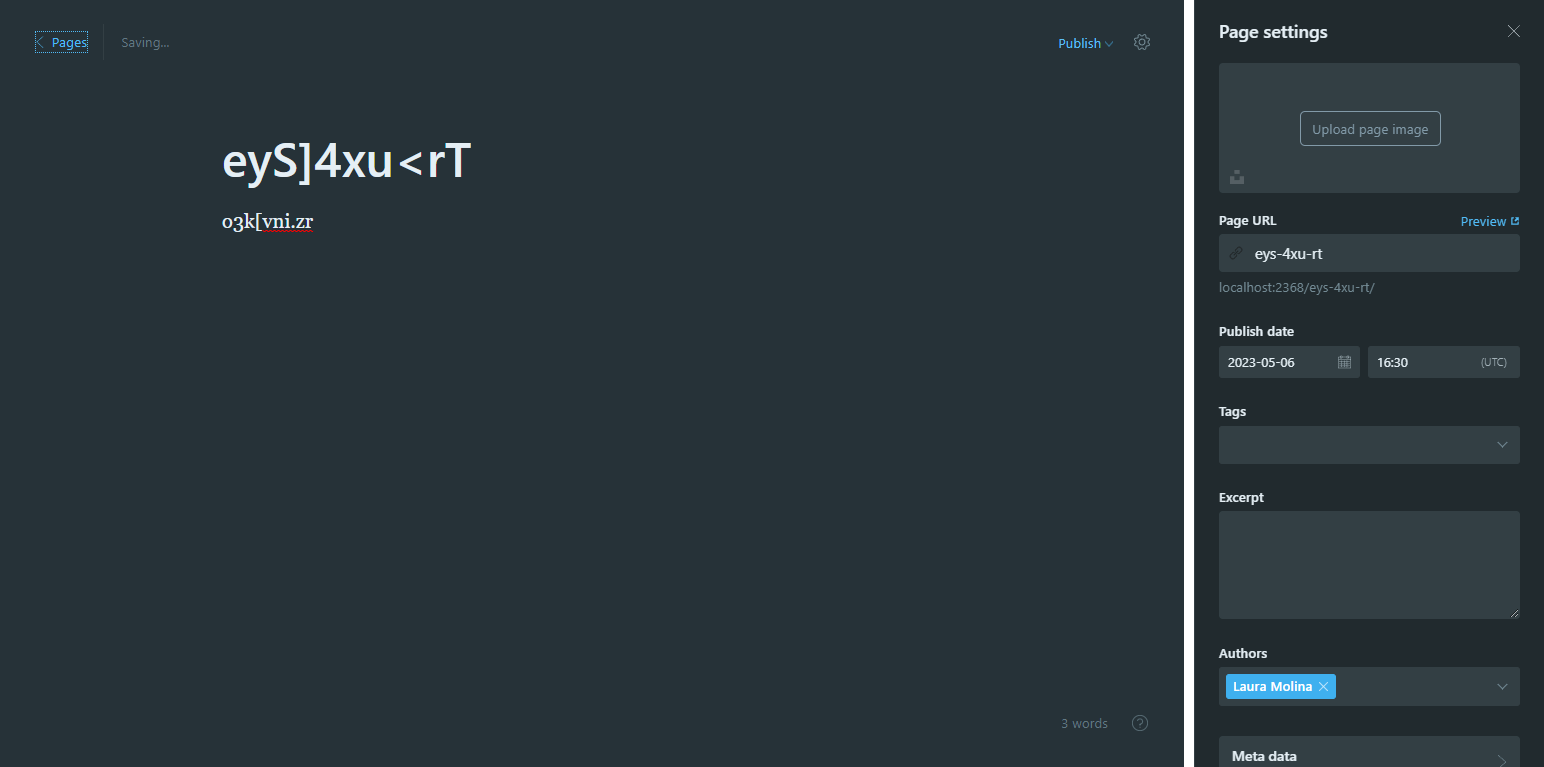 Pages
Saving...
Publish
eyS]4xu<rT
o3k[vni.zr
3 words
Page settings
Upload page image
Page URL
Preview
eys-4xu-rt
localhost:2368/eys-4xu-rt/
Publish date
2023-05-06
16:30
(UTC)
Tags
Excerpt
Authors
Laura Molina
Meta data